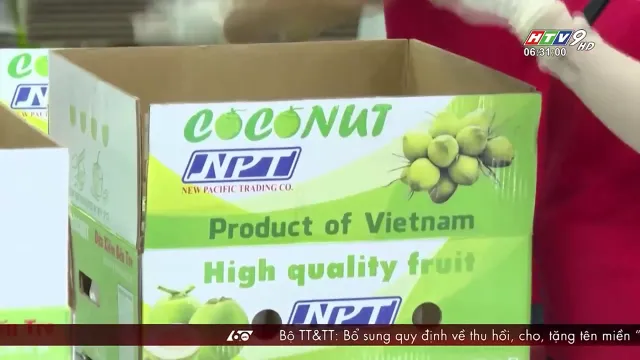 HTV9 HD
06:31:00
COCONUT
NPT
NEW PACIFIC TRADING CO.
Product of Vietnam
High quality fruit
NPT
60
Bộ TT&TT: Bổ sung quy định về thu hồi, cho, tặng tên miền “